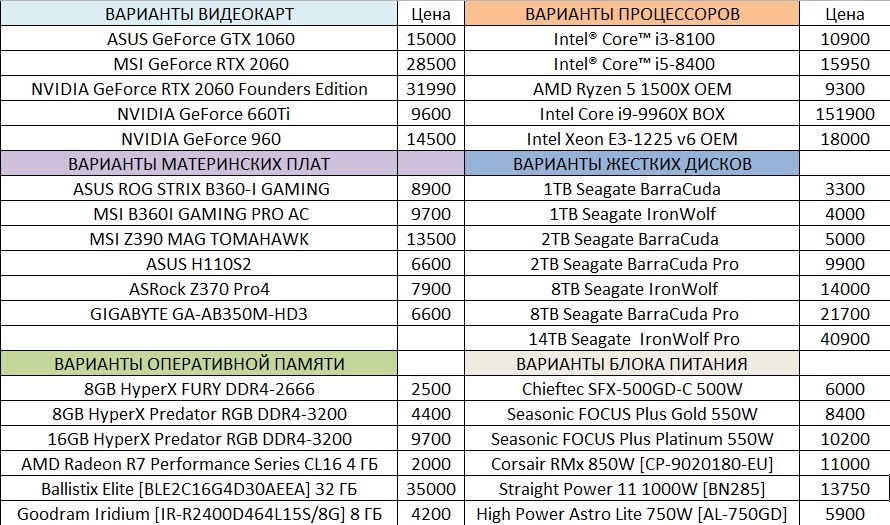 ВАРИАНТЫ ВИДЕОКАРТ Цена ВАРИАНТЫ ПРОЦЕССОРОВ Цена
ASUS GeForce GTX 1060 15000 Intel® Core™ i3-8100 10900
MSI GeForce RTX 2060 28500 Intel® Core™ i5-8400 15950
NVIDIA GeForce RTX 2060 Founders Edition 31990 AMD Ryzen 5 1500X OEM 9300
NVIDIA GeForce 660Ti 9600 Intel Core i9-9960X BOX 151900
NVIDIA GeForce 960 14500 Intel Xeon E3-1225 v6 OEM 18000
ВАРИАНТЫ МАТЕРИНСКИХ ПЛАТ ВАРИАНТЫ ЖЕСТКИХ ДИСКОВ
ASUS ROG STRIX B360-I GAMING 8900 1TB Seagate BarraCuda 3300
MSI B360I GAMING PRO AC 9700 1TB Seagate IronWolf 4000
MSI Z390 MAG TOMAHAWK 13500 2TB Seagate BarraCuda 5000
ASUS H110S2 6600 2TB Seagate BarraCuda Pro 9900
ASRock Z370 Pro4 7900 8TB Seagate IronWolf 14000
GIGABYTE GA-AB350M-HD3 6600 8TB Seagate BarraCuda Pro 21700
14TB Seagate IronWolf Pro 40900
ВАРИАНТЫ ОПЕРАТИВНОЙ ПАМЯТИ ВАРИАНТЫ БЛОКА ПИТАНИЯ
8GB HyperX FURY DDR4-2666 2500 Chieftec SFX-500GD-C 500W 6000
8GB HyperX Predator RGB DDR4-3200 4400 Seasonic FOCUS Plus Gold 550W 8400
16GB HyperX Predator RGB DDR4-3200 9700 Seasonic FOCUS Plus Platinum 550W 10200
AMD Radeon R7 Performance Series CL16 4 ГБ 2000 Corsair RMx 850W [CP-9020180-EU] 11000
Ballistix Elite [BLE2C16G4D30AEEA] 32 ГБ 35000 Straight Power 11 1000W [BN285] 13750
Goodram Iridium [IR-R2400D464L15S/8G] 8 ГБ 4200 High Power Astro Lite 750W [AL-750GD] 5900